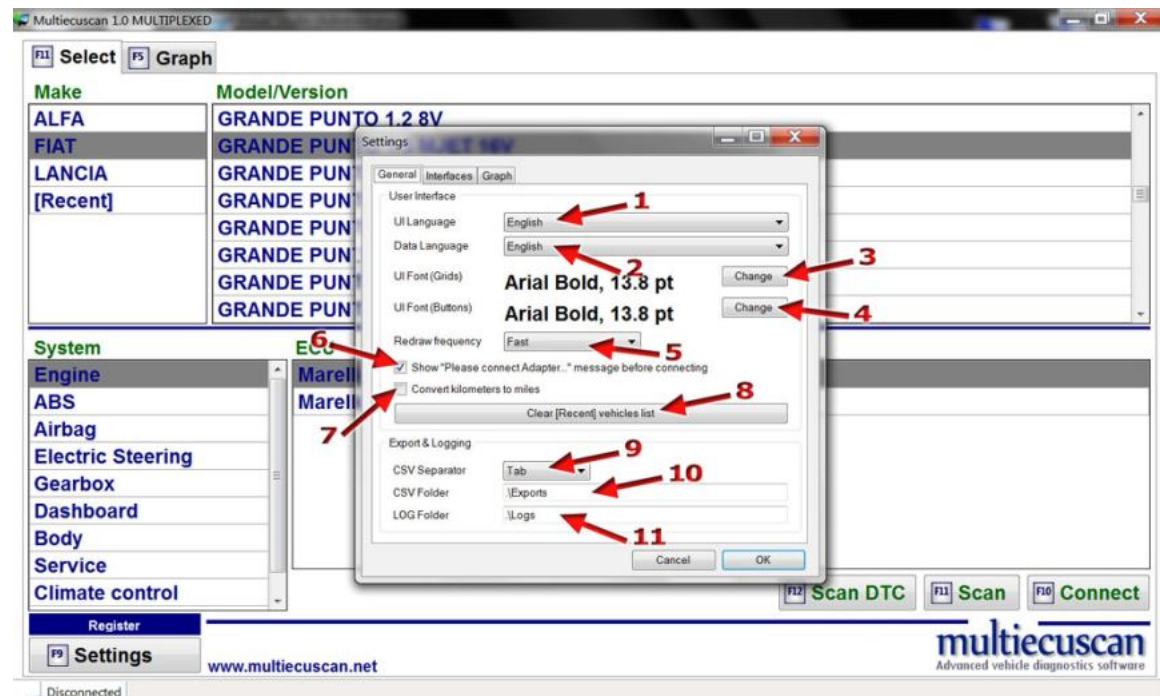 Multiecuscan 1.0 MULTIPLEXED
F11 Select F5 Graph
Make Model/Version
ALFA GRANDE PUNTO 1.2 8V
FIAT GRANDE PUN
LANCIA GRANDE PUN
[Recent] GRANDE PUN
GRANDE PUN
GRANDE PUN
GRANDE PUN
GRANDE PUN
Settings
General Interfaces Graph
User Interface
UI Language English 1
Data Language English 2
UI Font (Grids) Arial Bold, 13.8 pt Change 3
UI Font (Buttons) Arial Bold, 13.8 pt Change 4
Redraw frequency Fast 5
6 Show "Please connect Adapter..." message before connecting
7 Convert kilometers to miles
Clear [Recent] vehicles list 8
Export & Logging
CSV Separator Tab 9
CSV Folder .\Exports 10
LOG Folder .\Logs 11
Cancel OK
System ECU
Engine Marell
ABS Marell
Airbag
Electric Steering
Gearbox
Dashboard
Body
Service
Climate control
F12 Scan DTC F11 Scan F10 Connect
Register
F9 Settings
www.multiecuscan.net
multiecuscan
Advanced vehicle diagnostics software
Disconnected